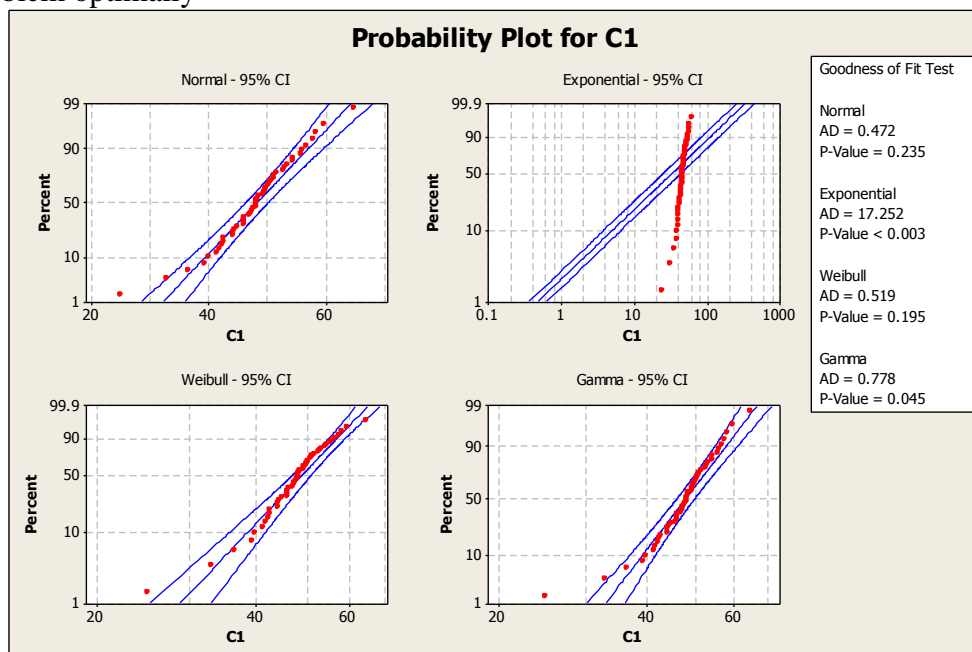 Probability Plot for C1
Normal - 95% CI
99
90
50
10
1
Percent
20
40
60
C1
Exponential - 95% CI
99.9
90
50
10
1
Percent
0.1
1
10
100
1000
C1
Goodness of Fit Test
Normal
AD = 0.472
P-Value = 0.235
Exponential
AD = 17.252
P-Value < 0.003
Weibull
AD = 0.519
P-Value = 0.195
Gamma
AD = 0.778
P-Value = 0.045
Weibull - 95% CI
99.9
90
50
10
1
Percent
20
40
60
C1
Gamma - 95% CI
99
90
50
10
1
Percent
20
40
60
C1